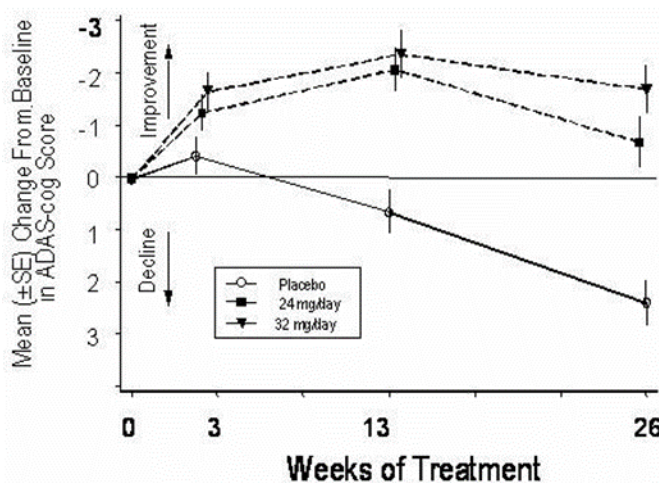 Mean (±SE) Change From Baseline
in ADAS-cog Score
-3
-2
-1
0
1
2
3
Improvement
Decline
Placebo
24 mg/day
32 mg/day
0
3
13
26
Weeks of Treatment